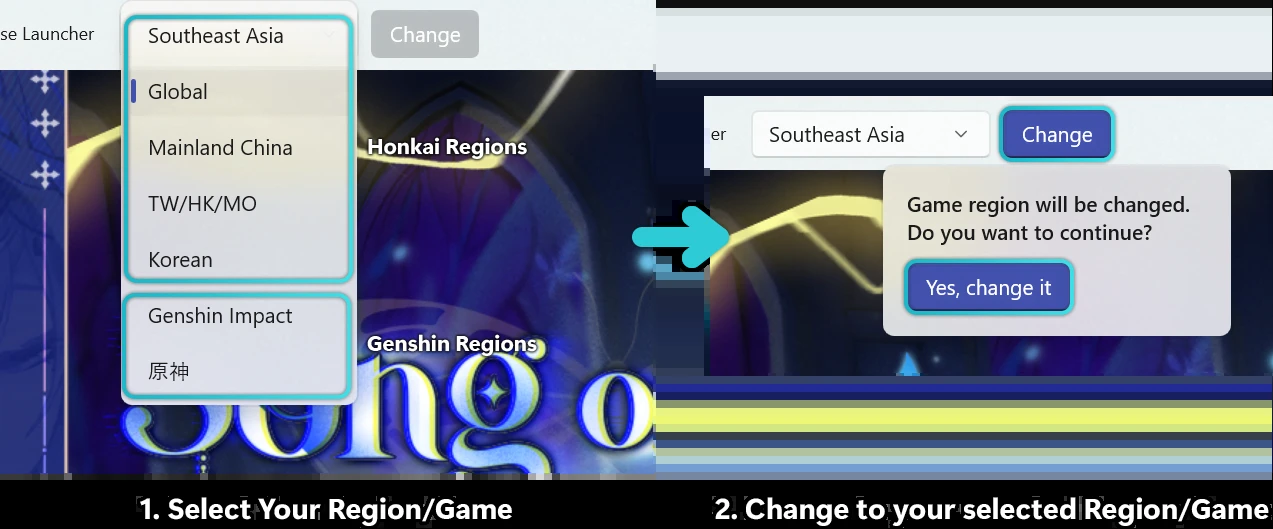 se Launcher
Southeast Asia
Change
Global
Mainland China
TW/HK/MO
Korean
Honkai Regions
Genshin Impact
原神
Genshin Regions
Song o
1. Select Your Region/Game
er
Southeast Asia
Change
Game region will be changed.
Do you want to continue?
Yes, change it
2. Change to your selected Region/Game